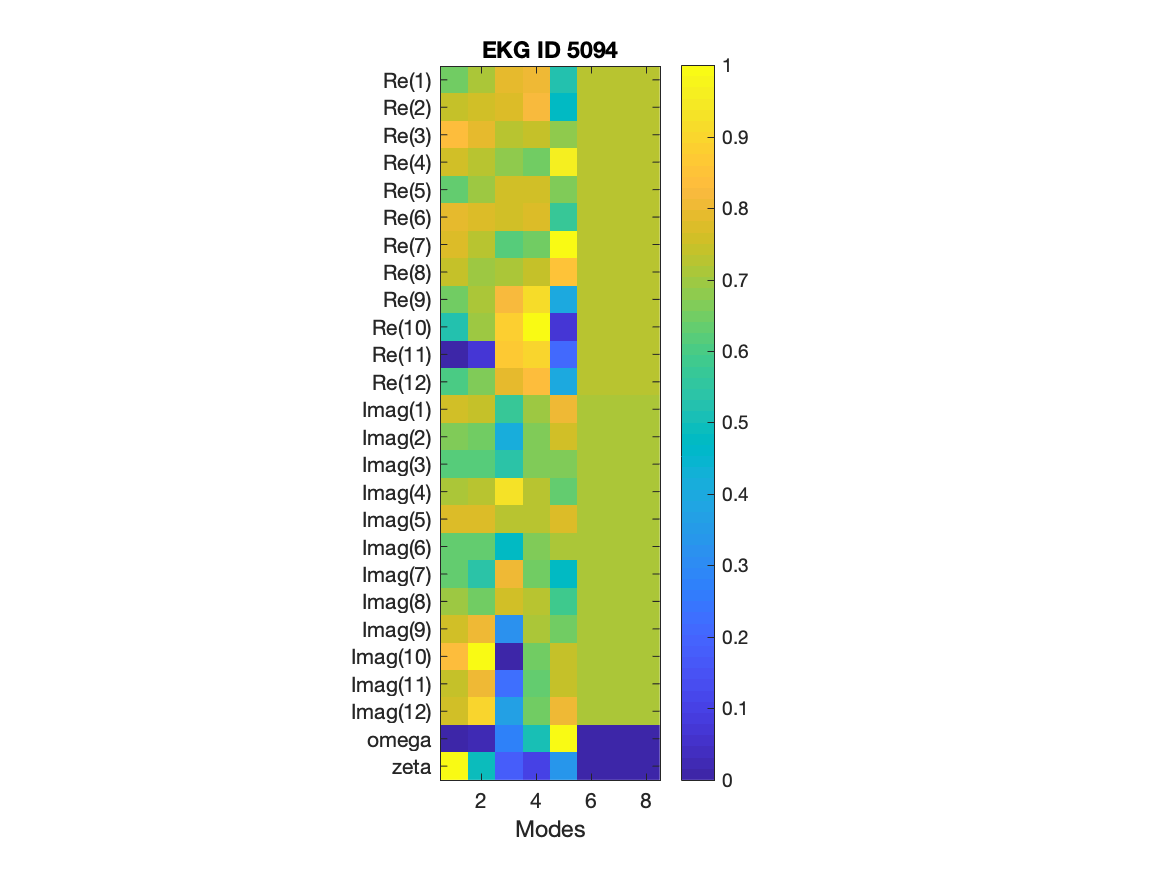 EKG ID 5094
Re(1)
Re(2)
Re(3)
Re(4)
Re(5)
Re(6)
Re(7)
Re(8)
Re(9)
Re(10)
Re(11)
Re(12)
Imag(1)
Imag(2)
Imag(3)
Imag(4)
Imag(5)
Imag(6)
Imag(7)
Imag(8)
Imag(9)
Imag(10)
Imag(11)
Imag(12)
omega
zeta
2 4 6 8
Modes
1
0.9
0.8
0.7
0.6
0.5
0.4
0.3
0.2
0.1
0